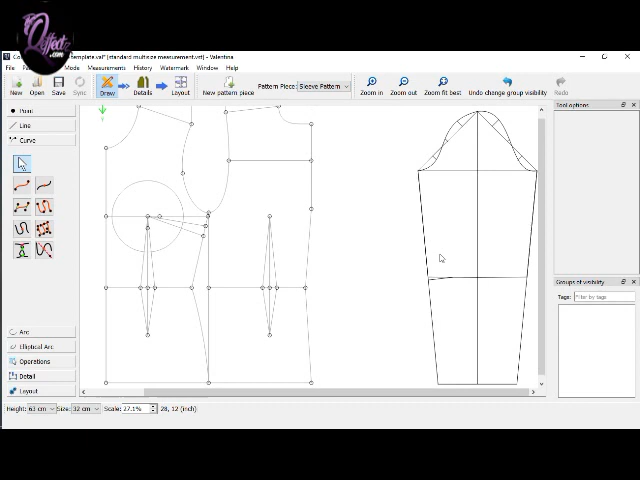 Qeffect
.com
template.val* (standard multisize measurement.vst) - Valentina
Mode Measurements History Watermark Window Help
New Open Save Sync Draw Details Layout New pattern piece Pattern Piece: Sleeve Pattern Zoom in Zoom out Zoom fit best Undo change group visibility Redo
Point
Line
Curve
Arc
Elliptical Arc
Operations
Detail
Layout
Tool options
Groups of visibility
Tags: Filter by tags
Height: 63 cm Size: 32 cm Scale: 27.1% 28, 12 (inch)